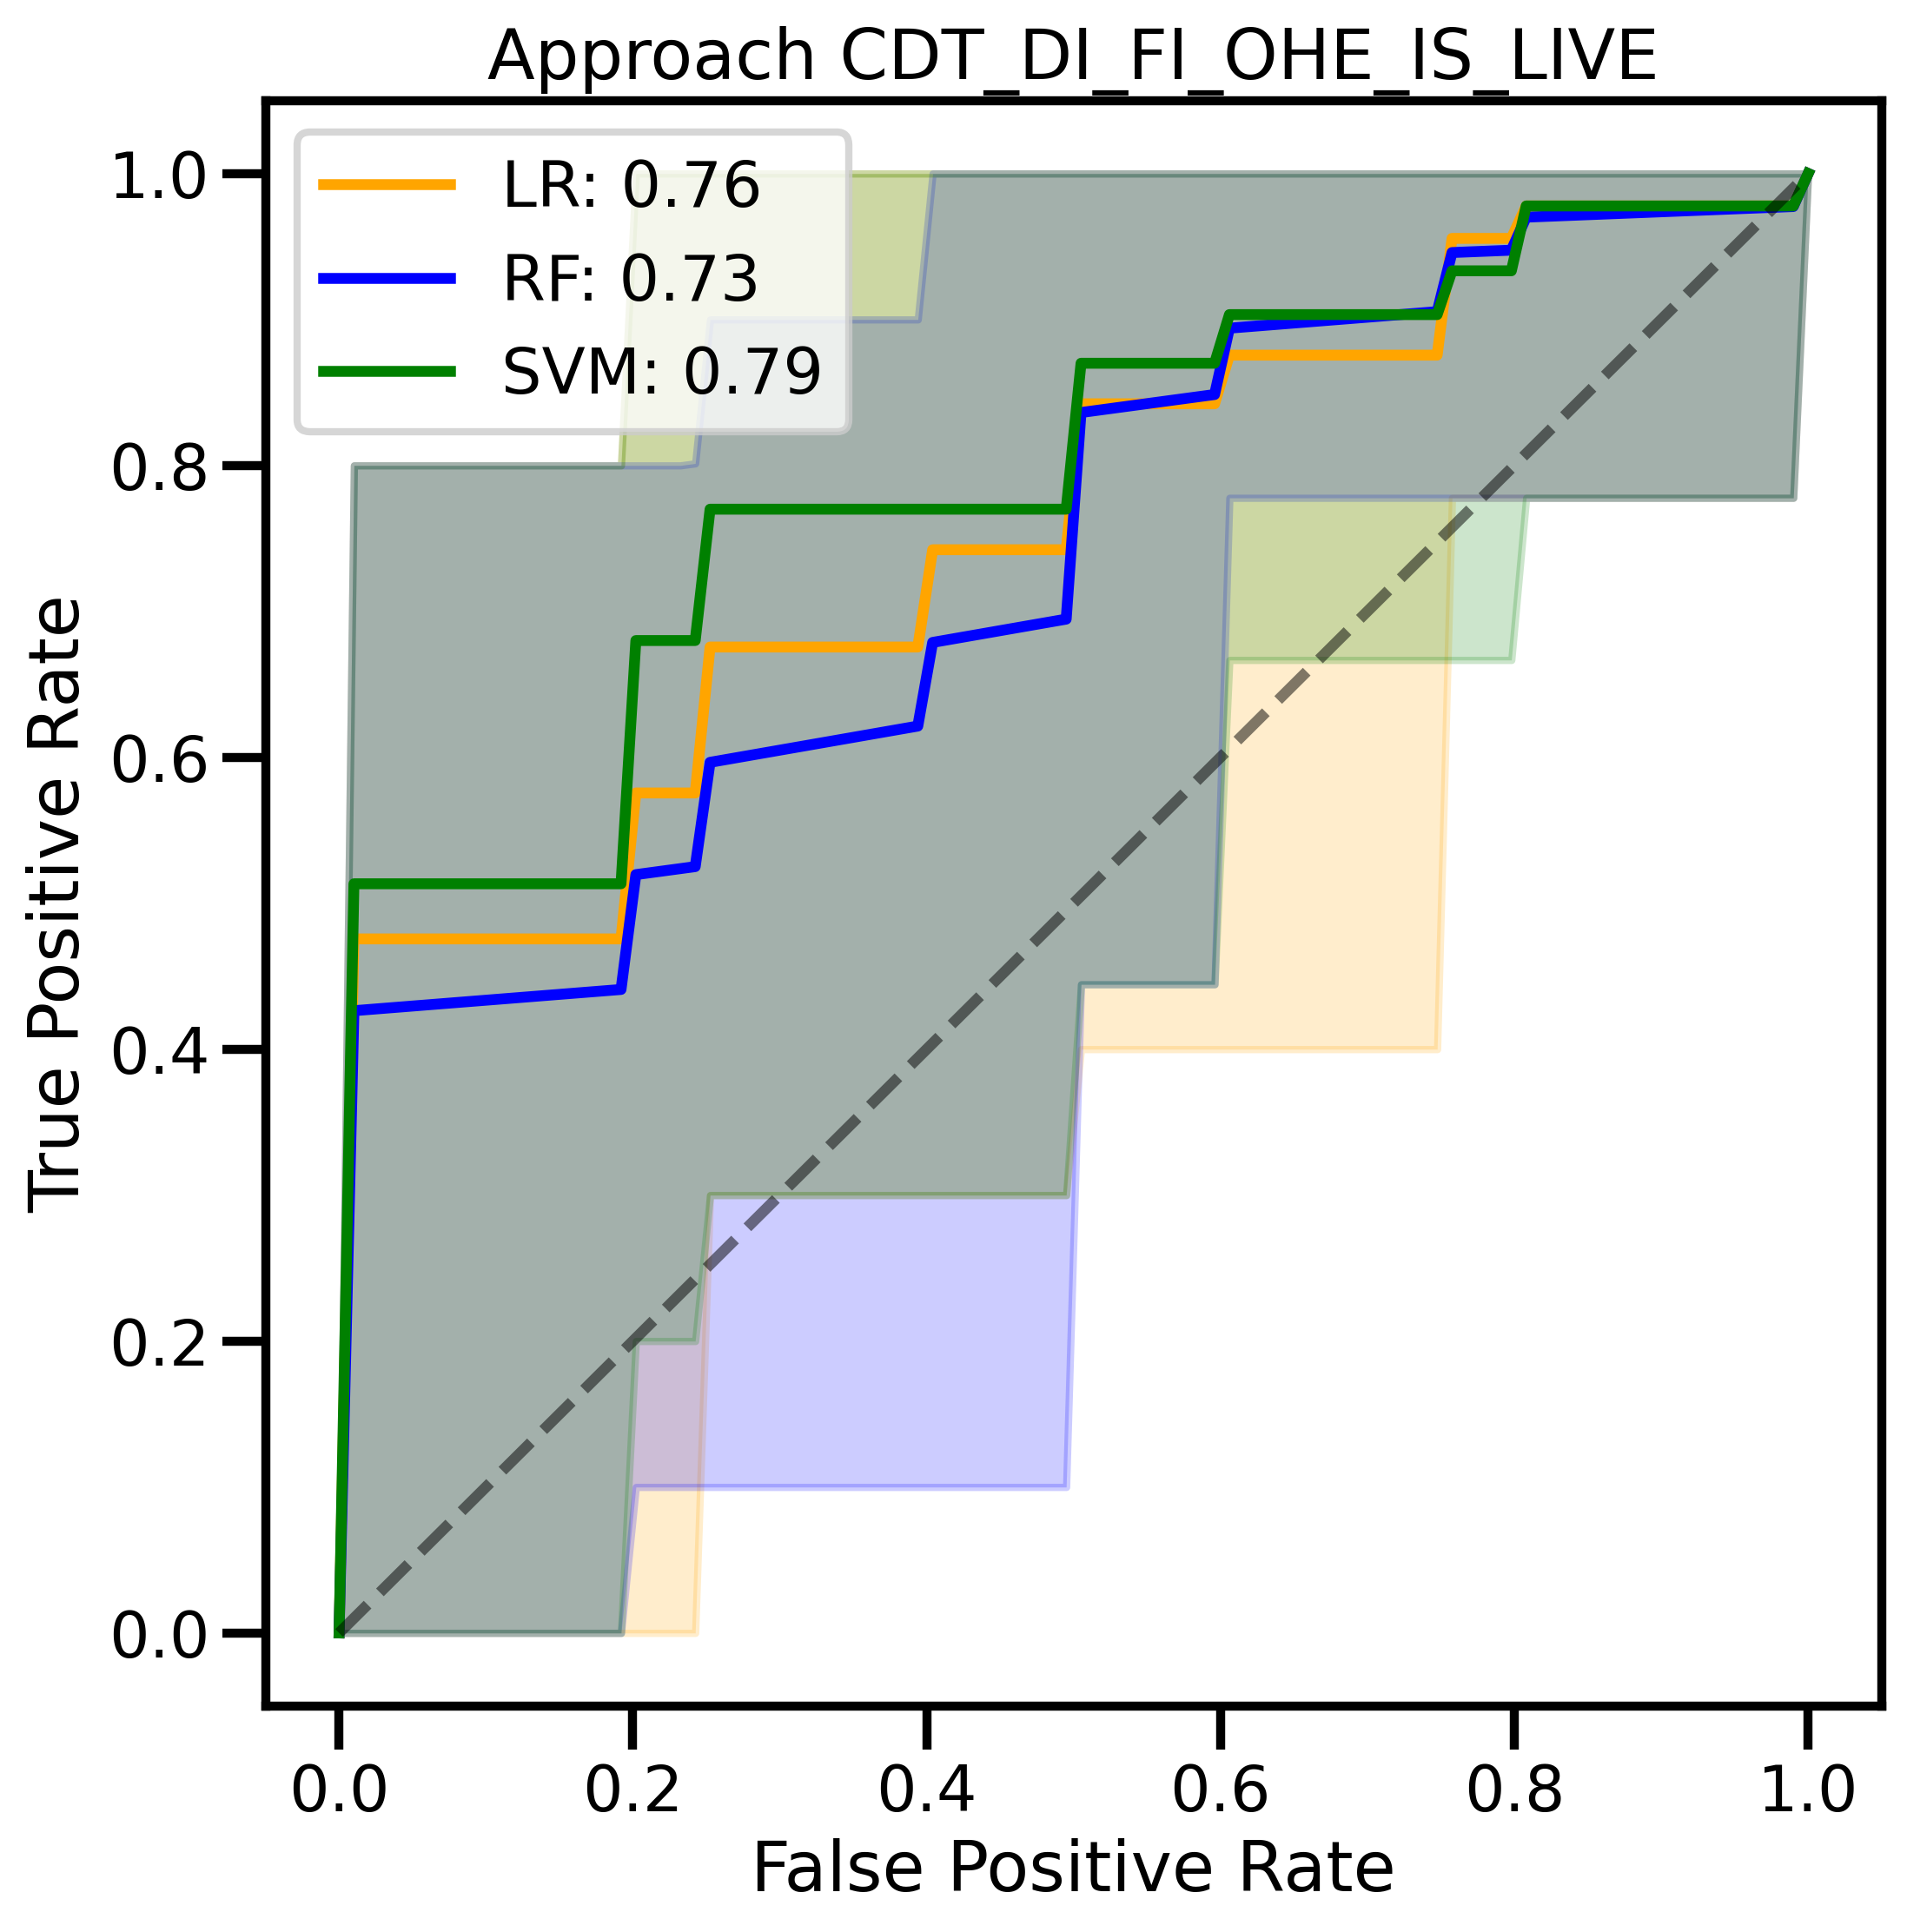 Approach CDT_DI_FI_OHE_IS_LIVE
LR: 0.76
RF: 0.73
SVM: 0.79
True Positive Rate
1.0
0.8
0.6
0.4
0.2
0.0
0.0 0.2 0.4 0.6 0.8 1.0
False Positive Rate